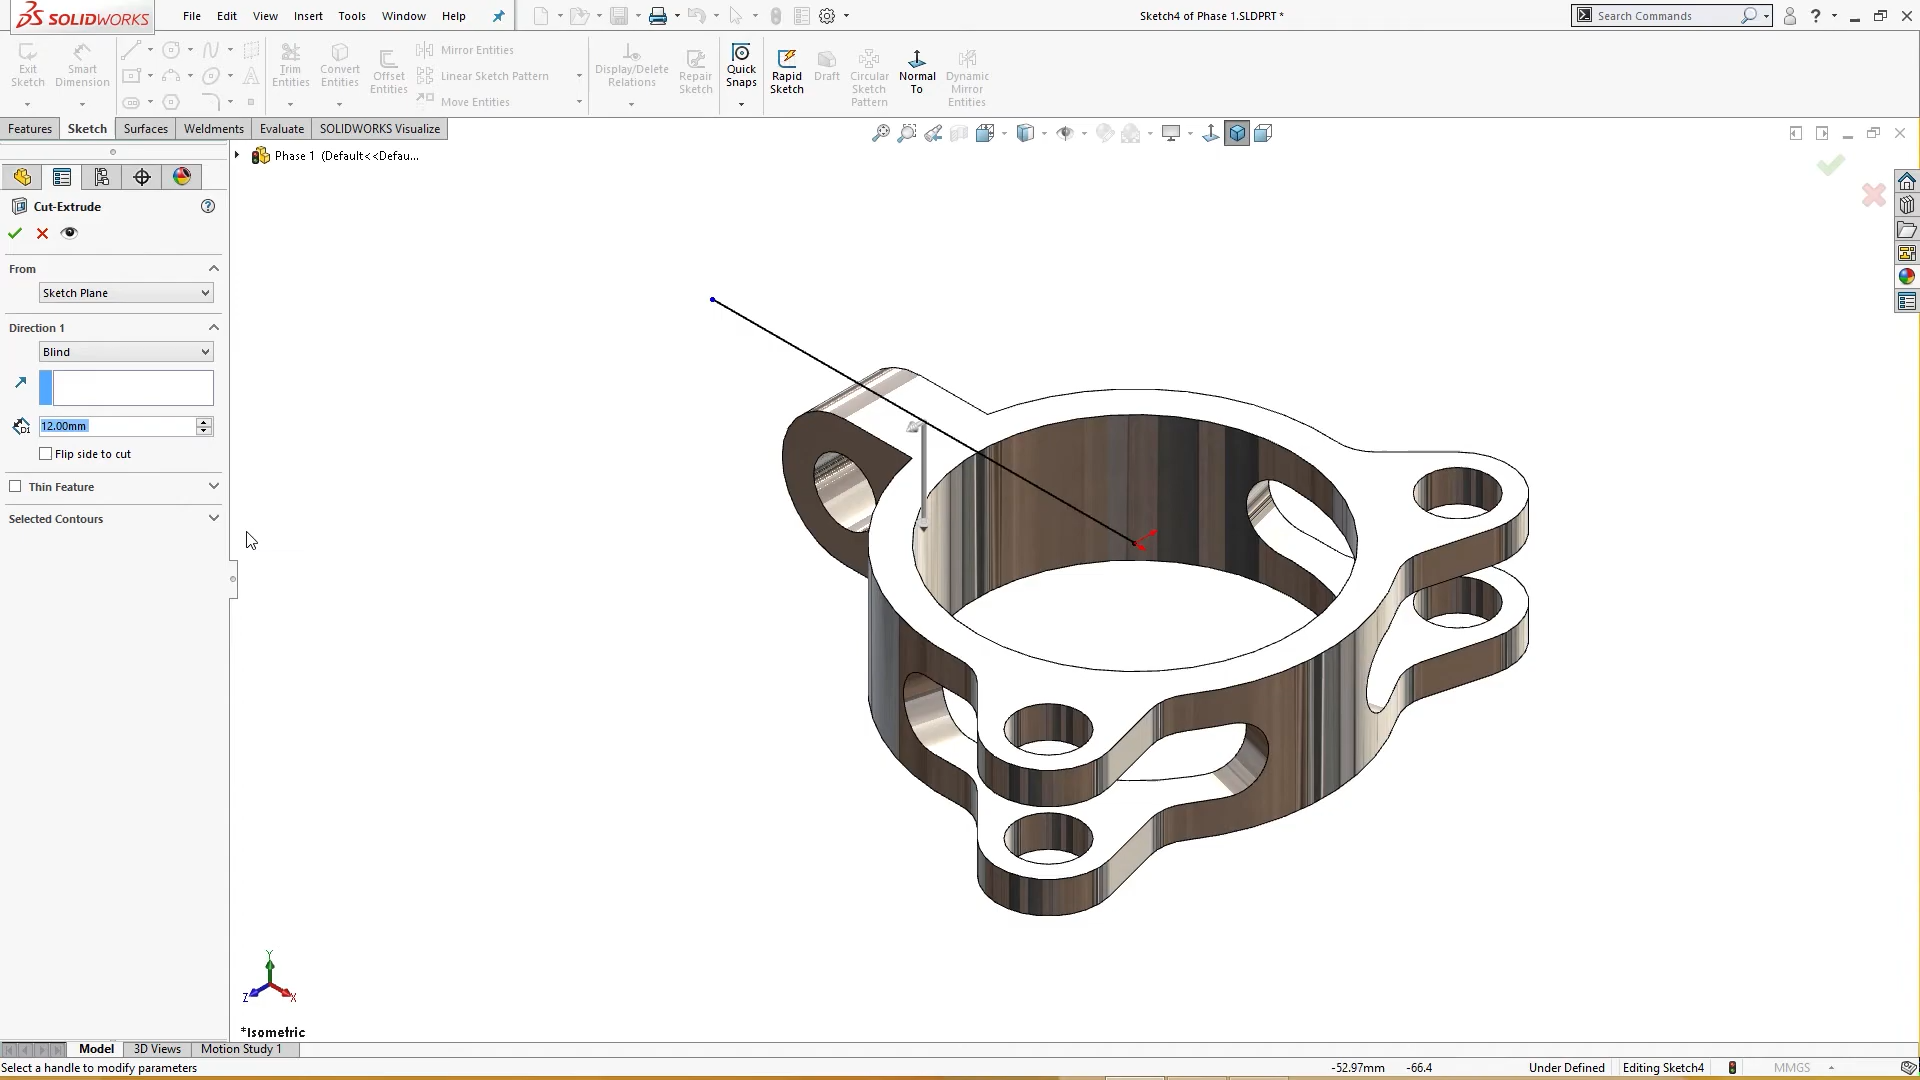 SOLIDWORKS
File Edit View Insert Tools Window Help
Sketch4 of Phase 1.SLDPRT *
Search Commands
?
Exit Sketch
Smart Dimension
Trim Entities
Convert Entities
Offset Entities
Mirror Entities
Linear Sketch Pattern
Move Entities
Display/Delete Relations
Repair Sketch
Quick Snaps
Rapid Sketch
Draft
Circular Sketch Pattern
Normal To
Dynamic Mirror Entities
Features Sketch Surfaces Weldments Evaluate SOLIDWORKS Visualize
Phase 1 (Default<<Defau...
Cut-Extrude
?
From
Sketch Plane
Direction 1
Blind
D1
12.00mm
Flip side to cut
Thin Feature
Selected Contours
Y
Z
X
*Isometric
Model 3D Views Motion Study 1
Select a handle to modify parameters
-52.97mm -66.4 Under Defined Editing Sketch4 MMGS